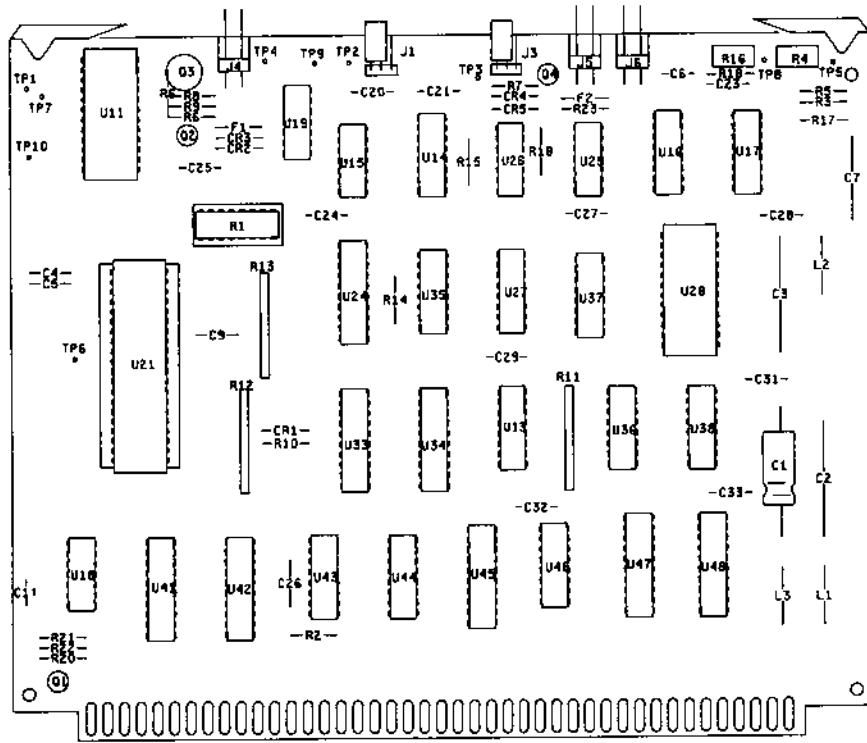 TP4 TP9 TP2 J1 J3
Q3 J4 TP3 Q4 J5 J6 C6 R16 TP8 R4 TP5
TP1 R18
TP7 C20 C21 R7 C23
U11 R8 CR4 R5
R9 CR5 F2 R3
R6 R23 R17
Q2 F1 U19
CR3
CR2
TP10 U15 U14 R15 U26 R18 U25 U16 U17
C25 C7
C24 C27 C28
R1
L2
C4 R13
C5 U24 R14 U35 U27 U37 U28 C3
C9
TP6 U21 C29
R12 R11 C31
CR1 U33 U34 U13 U36 U38
R10
C1 C2
C33
C32
U18 U41 U42 C26 U43 U44 U45 U46 U47 U48
C11 L3 L1
R2
R21
R22
R20
Q1